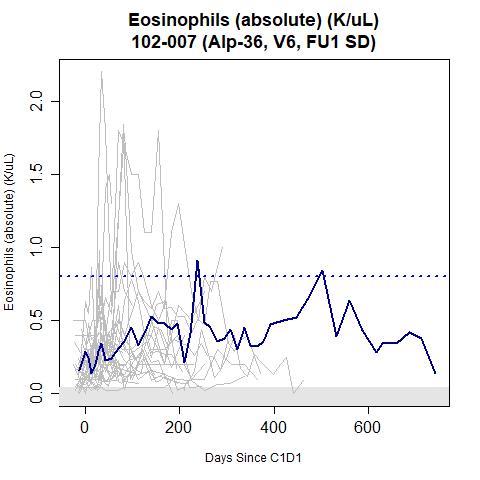 Eosinophils (absolute) (K/uL)
102-007 (Alp-36, V6, FU1 SD)
Eosinophils (absolute) (K/uL)
2.0
1.5
1.0
0.5
0.0
0 200 400 600
Days Since C1D1